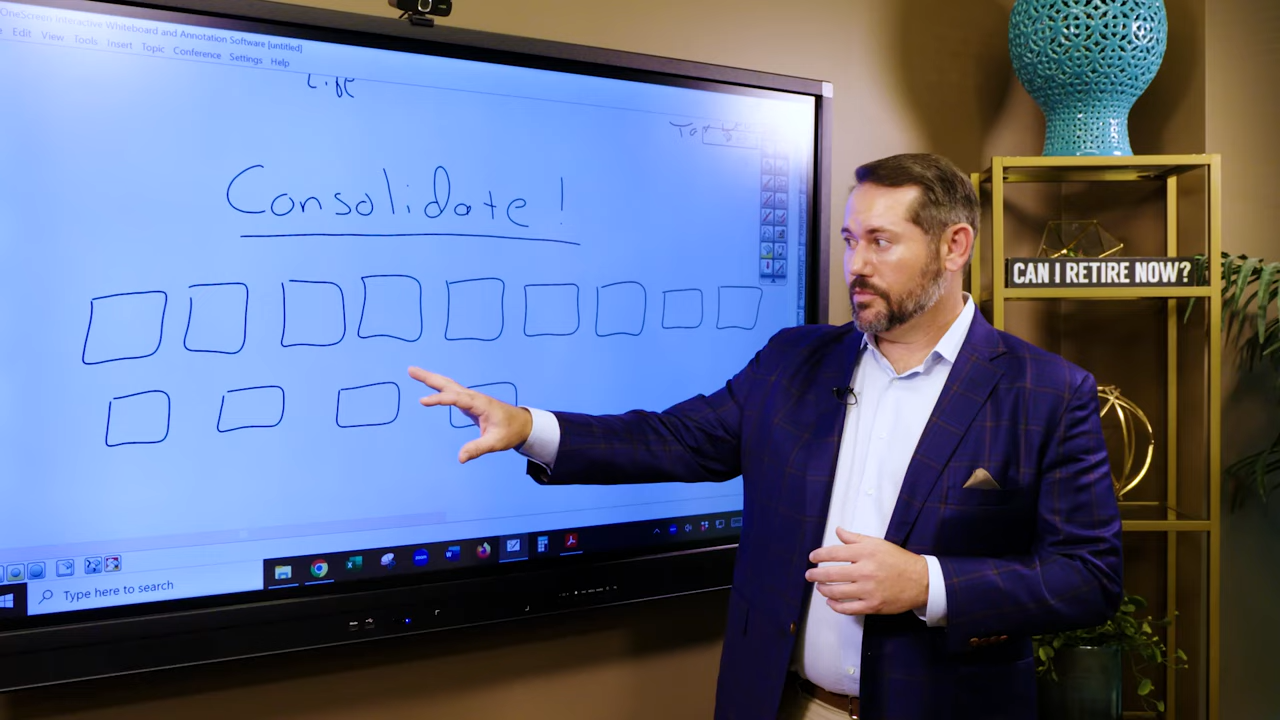 OneScreen Interactive Whiteboard and Annotation Software [untitled]
Edit View Tools Insert Topic Conference Settings Help
Life
Consolidate!
CAN I RETIRE NOW?
Type here to search